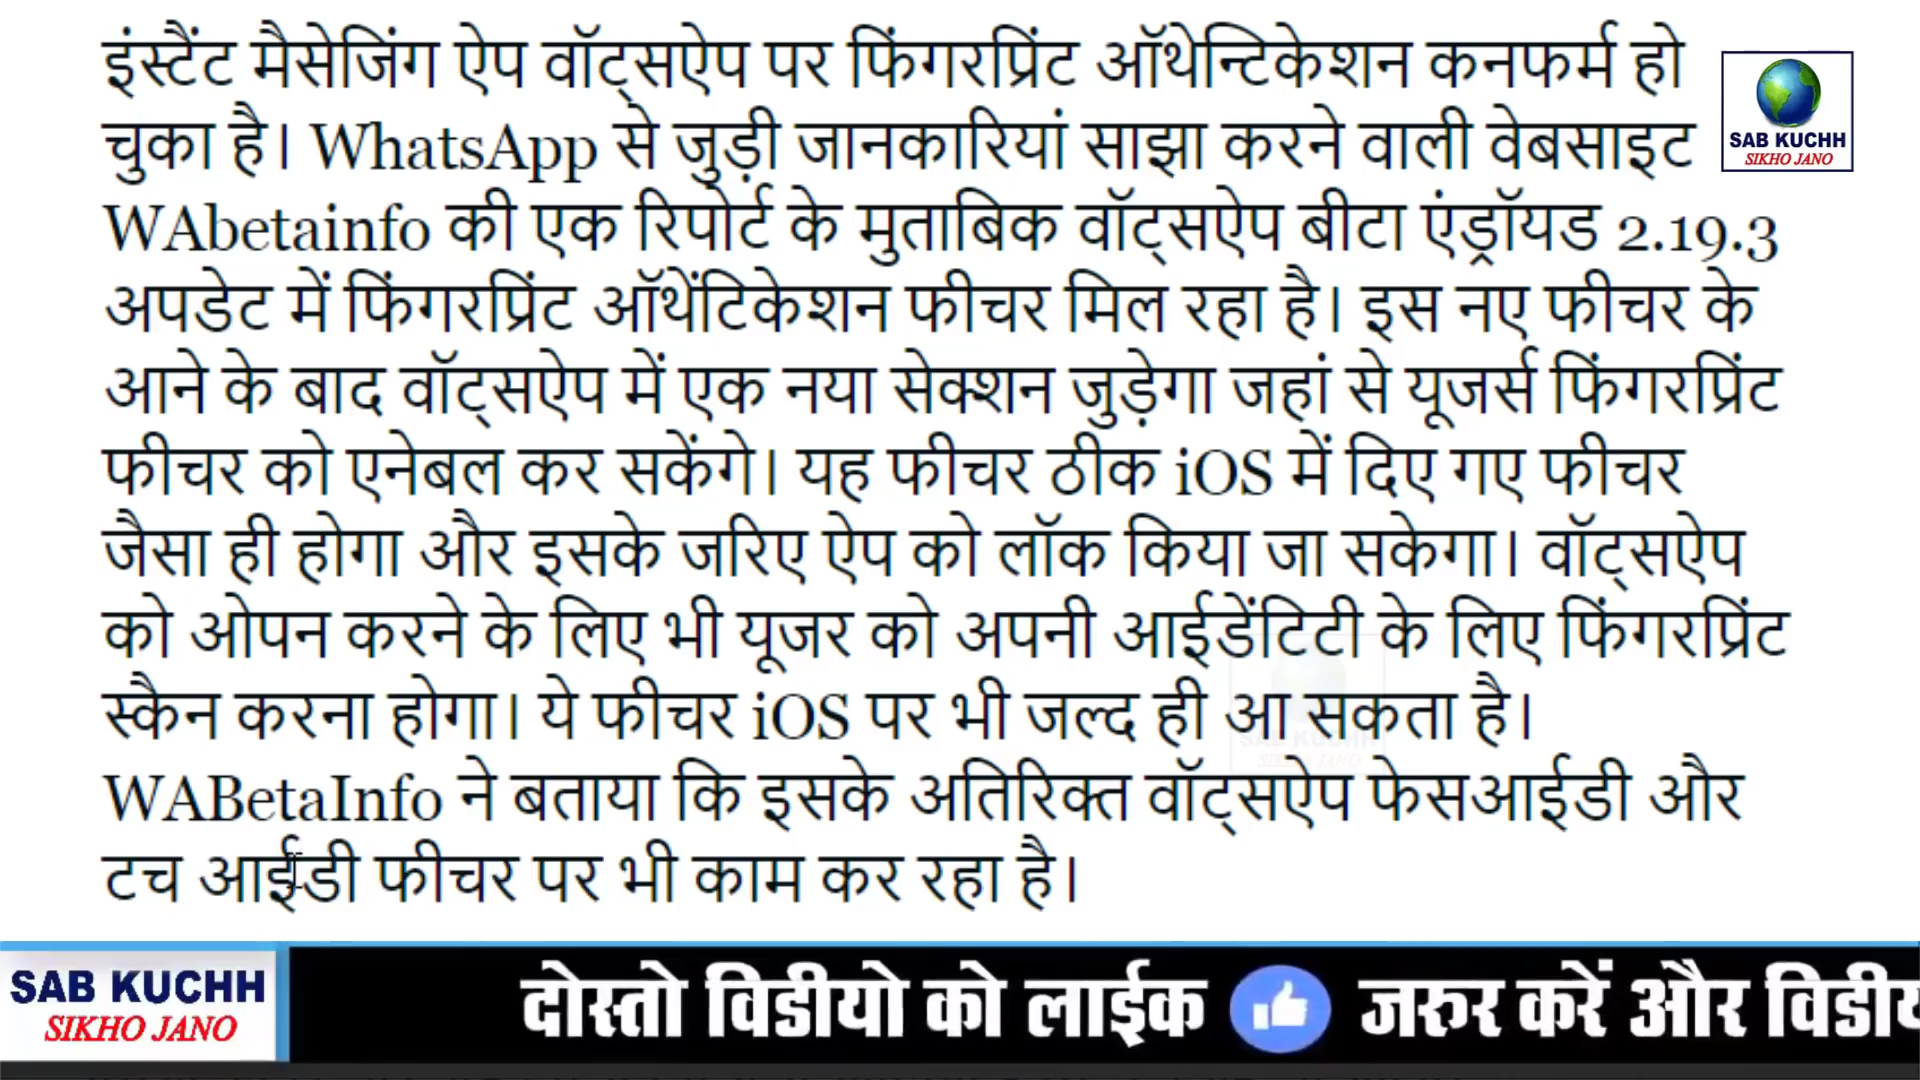 इंस्टैंट मैसेजिंग ऐप वॉट्सऐप पर फिंगरप्रिंट ऑथेन्टिकेशन कनफर्म हो
चुका है। WhatsApp से जुड़ी जानकारियां साझा करने वाली वेबसाइट
WAbetainfo की एक रिपोर्ट के मुताबिक वॉट्सऐप बीटा एंड्रॉयड 2.19.3
अपडेट में फिंगरप्रिंट ऑथेंटिकेशन फीचर मिल रहा है। इस नए फीचर के
आने के बाद वॉट्सऐप में एक नया सेक्शन जुड़ेगा जहां से यूजर्स फिंगरप्रिंट
फीचर को एनेबल कर सकेंगे। यह फीचर ठीक iOS में दिए गए फीचर
जैसा ही होगा और इसके जरिए ऐप को लॉक किया जा सकेगा। वॉट्सऐप
को ओपन करने के लिए भी यूजर को अपनी आईडेंटिटी के लिए फिंगरप्रिंट
स्कैन करना होगा। ये फीचर iOS पर भी जल्द ही आ सकता है।
WABetaInfo ने बताया कि इसके अतिरिक्त वॉट्सऐप फेसआईडी और
टच आईडी फीचर पर भी काम कर रहा है।
SAB KUCHH
SIKHO JANO
SAB KUCHH
SIKHO JANO
SAB KUCHH
SIKHO JANO
दोस्तो विडीयो को लाईक जरुर करें और विडीय